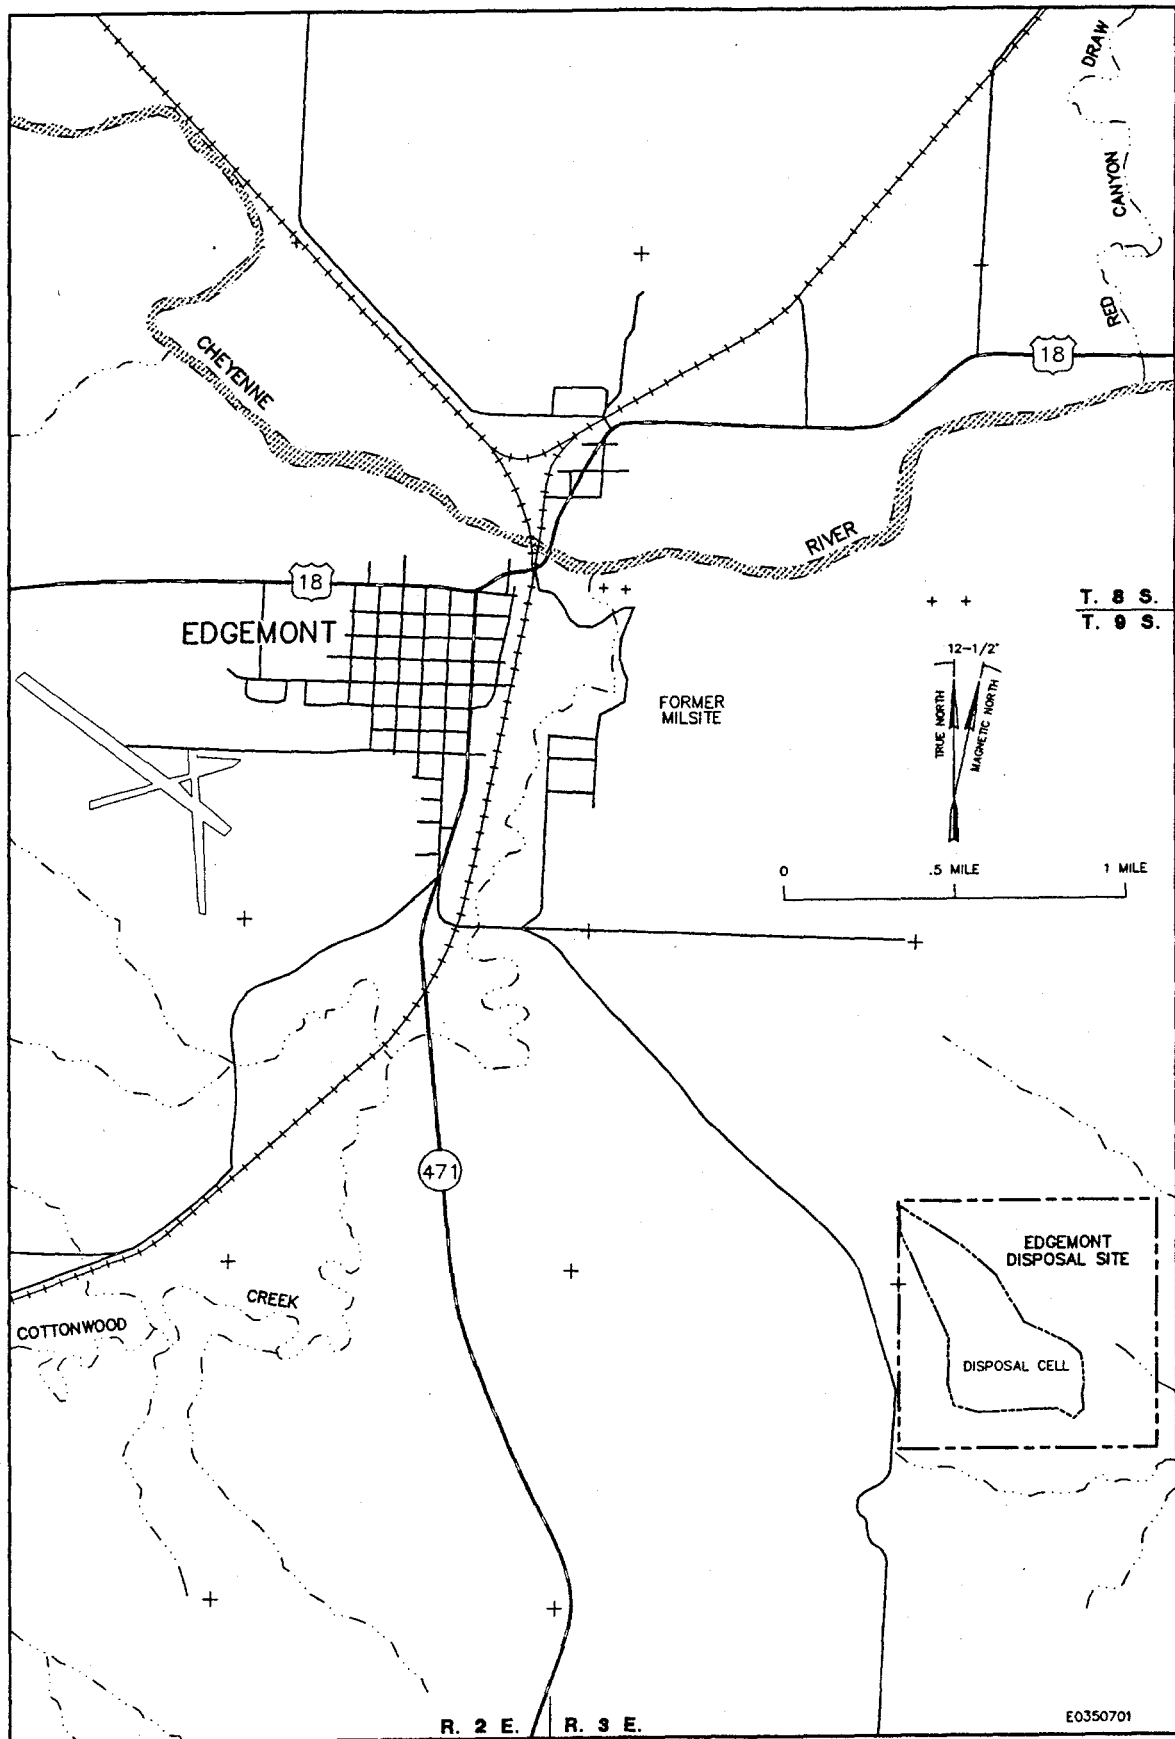 DRAW
CANYON
RED
18
CHEYENNE
RIVER
18
EDGEMONT
T. 8 S.
T. 9 S.
12-1/2°
TRUE NORTH
MAGNETIC NORTH
FORMER
MILSITE
0 .5 MILE 1 MILE
471
EDGEMONT
DISPOSAL SITE
DISPOSAL CELL
CREEK
COTTONWOOD
R. 2 E. R. 3 E.
E0350701